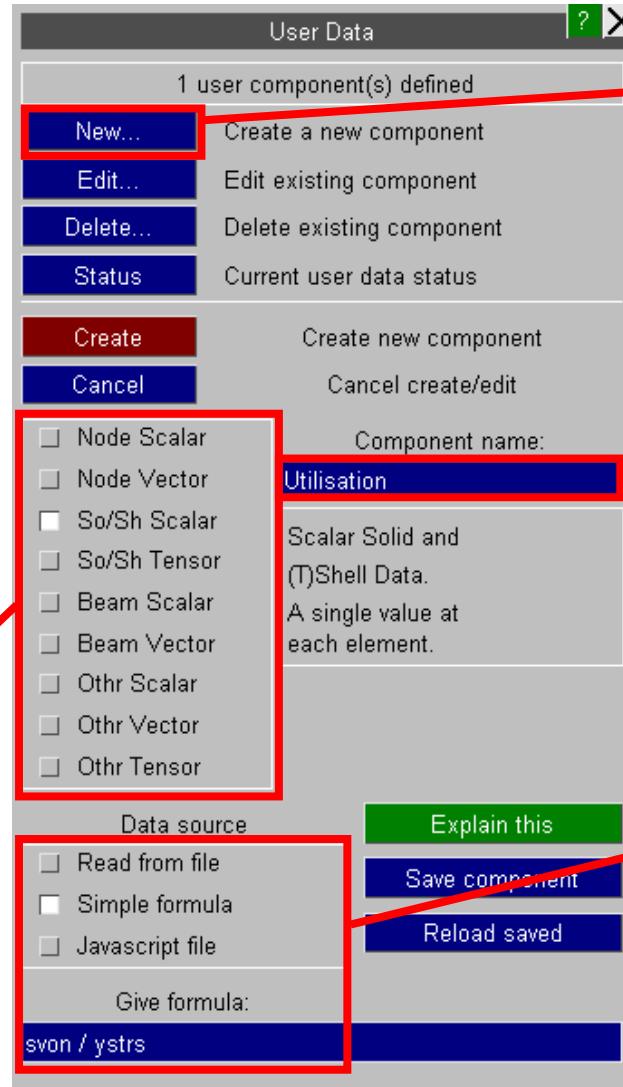 User Data
?
X
1 user component(s) defined
New... Create a new component
Edit... Edit existing component
Delete... Delete existing component
Status Current user data status
Create Create new component
Cancel Cancel create/edit
Node Scalar
Node Vector
So/Sh Scalar
So/Sh Tensor
Beam Scalar
Beam Vector
Othr Scalar
Othr Vector
Othr Tensor
Component name:
Utilisation
Scalar Solid and
(T)Shell Data.
A single value at
each element.
Data source
Read from file
Simple formula
Javascript file
Explain this
Save component
Reload saved
Give formula:
svon / ystrs